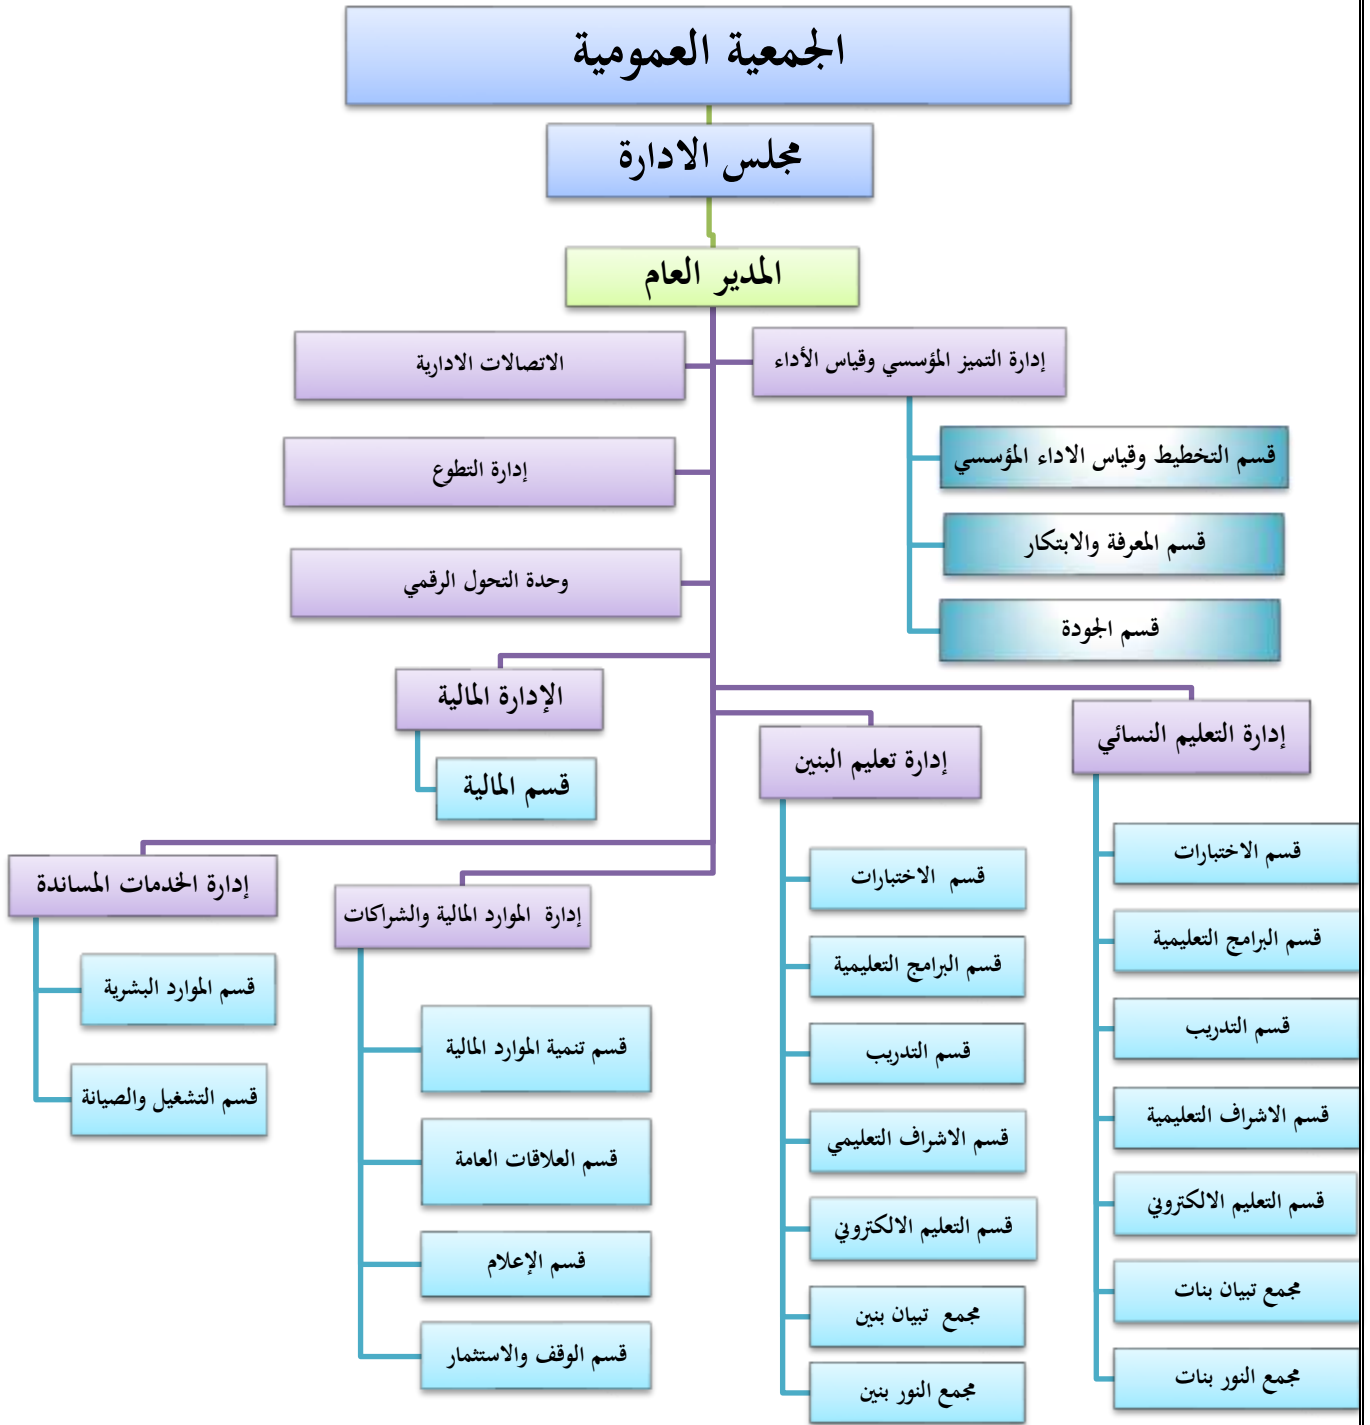 الجمعية العمومية
مجلس الادارة
المدير العام
إدارة التميز المؤسسي وقياس الأداء
الاتصالات الادارية
قسم التخطيط وقياس الاداء المؤسسي
إدارة التطوع
قسم المعرفة والابتكار
وحدة التحول الرقمي
قسم الجودة
الإدارة المالية
قسم المالية
إدارة التعليم النسائي
قسم الاختبارات
قسم البرامج التعليمية
قسم التدريب
قسم الاشراف التعليمية
قسم التعليم الالكتروني
مجمع تبيان بنات
مجمع النور بنات
إدارة تعليم البنين
قسم  الاختبارات
قسم البرامج التعليمية
قسم التدريب
قسم الاشراف التعليمي
قسم التعليم الالكتروني
مجمع  تبيان بنين
مجمع النور بنين
إدارة  الموارد المالية والشراكات
قسم تنمية الموارد المالية
قسم العلاقات العامة
قسم الإعلام
قسم الوقف والاستثمار
إدارة الخدمات المساندة
قسم الموارد البشرية
قسم التشغيل والصيانة